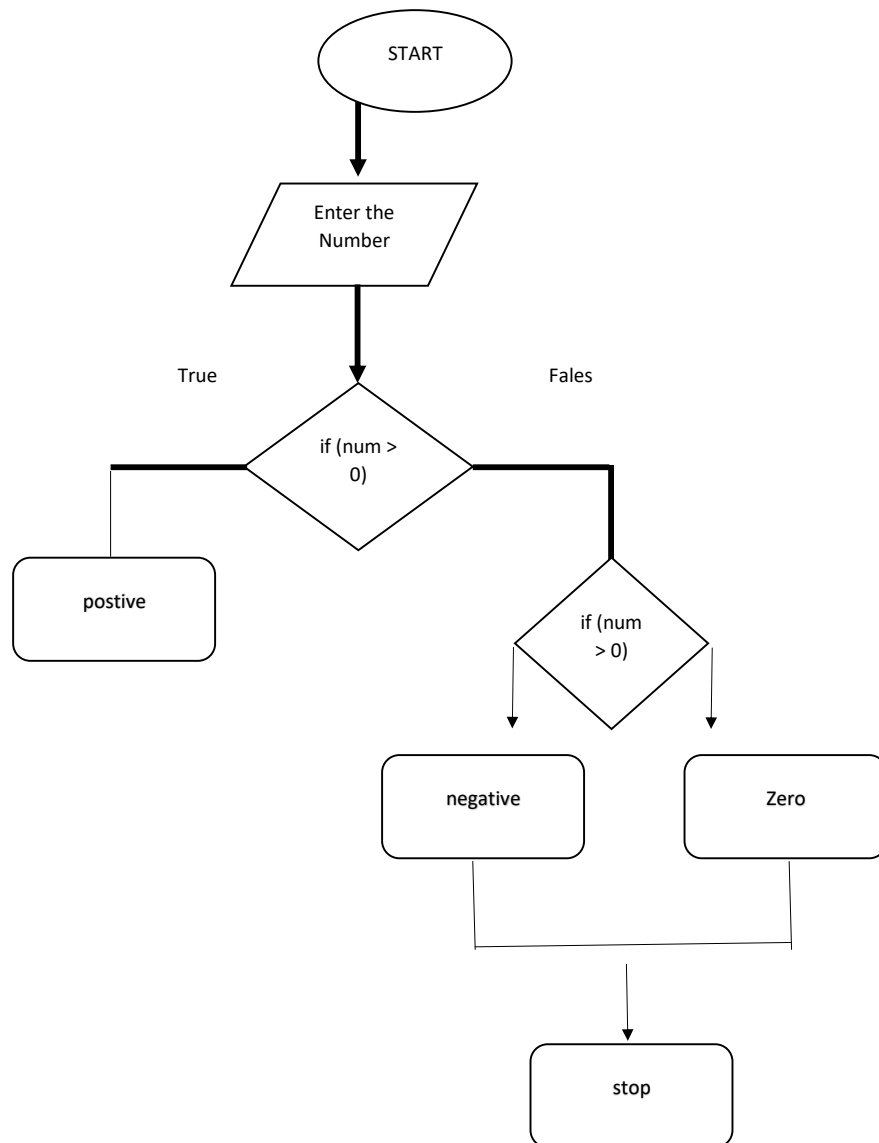 START
Enter the
Number
True
Fales
if (num >
0)
postive
if (num
> 0)
negative
Zero
stop